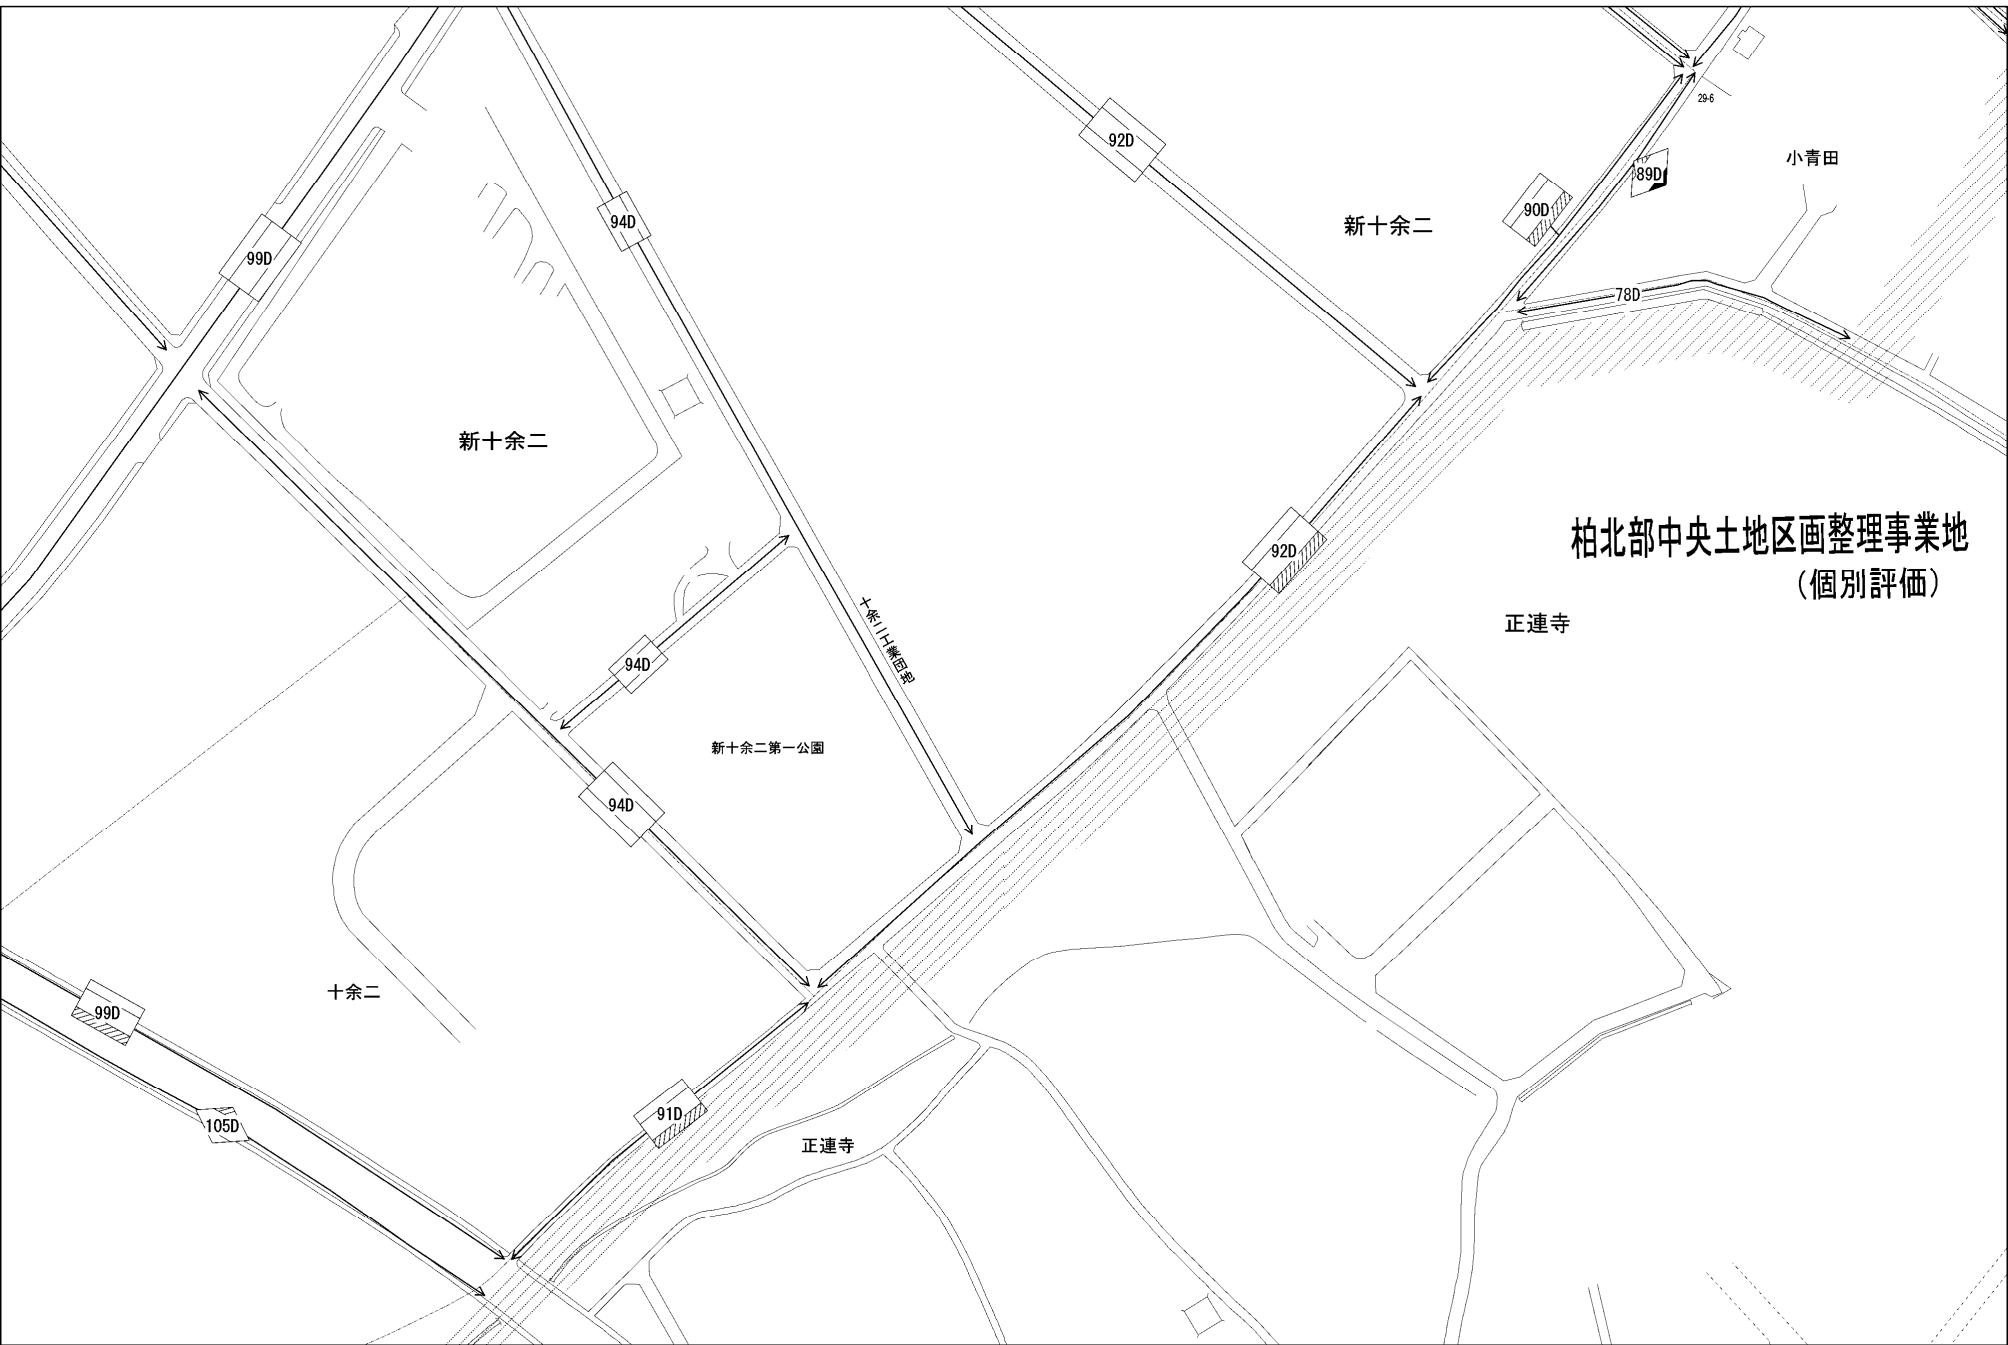 29-6
92D
89D
小青田
90D
94D
新十余二
99D
78D
新十余二
柏北部中央土地区画整理事業地
(個別評価)
92D
正連寺
十余二工業団地
94D
新十余二第一公園
94D
十余二
99D
91D
105D
正連寺